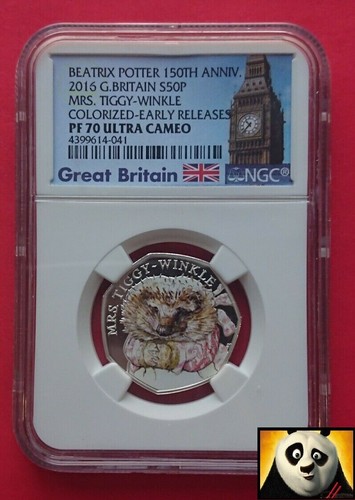 BEATRIX POTTER 150TH ANNIV.
2016 G.BRITAIN S50P
MRS. TIGGY-WINKLE
COLORIZED-EARLY RELEASES
PF 70 ULTRA CAMEO
4399614-041
Great Britain NGC®
MRS. TIGGY-WINKLE